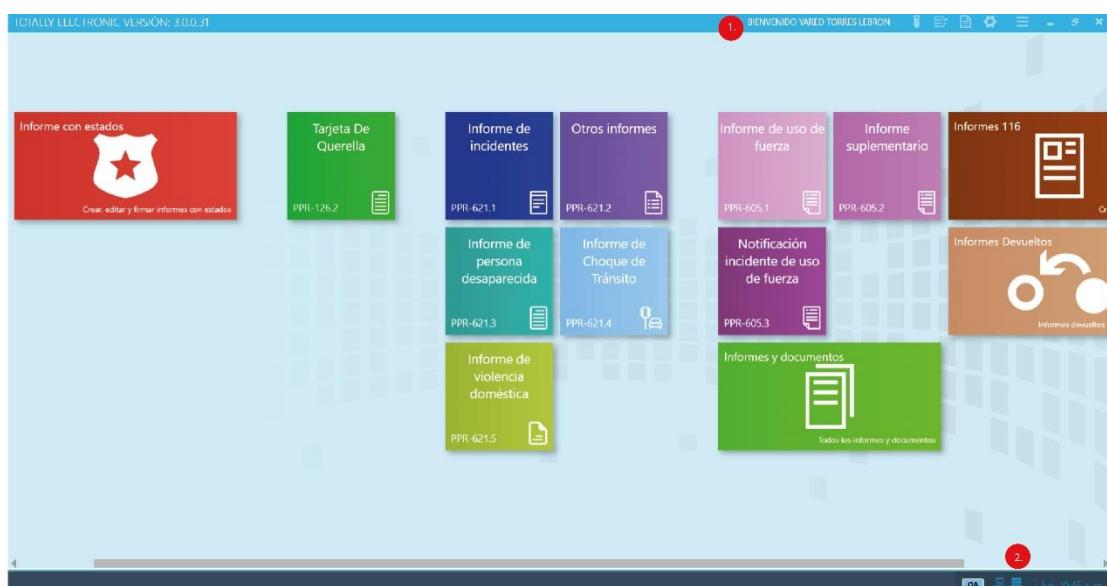 TOTALLY ELECTRONIC VERSIÓN: 3.0.0.31
1.
BIENVENIDO YARED TORRES LEBRON
Informe con estados
Crear, editar y firmar informes con estados
Tarjeta De
Querella
PPR-126.2
Informe de
incidentes
PPR-621.1
Otros informes
PPR-621.2
Informe de uso de
fuerza
PPR-605.1
Informe
suplementario
PPR-605.2
Informes 116
Cr
Informe de
persona
desaparecida
PPR-621.3
Informe de
Choque de
Tránsito
PPR-621.4
Notificación
incidente de uso
de fuerza
PPR-605.3
Informes Devueltos
Informes devueltos
Informe de
violencia
doméstica
PPR-621.5
Informes y documentos
Todos los informes y documentos
2.
QA